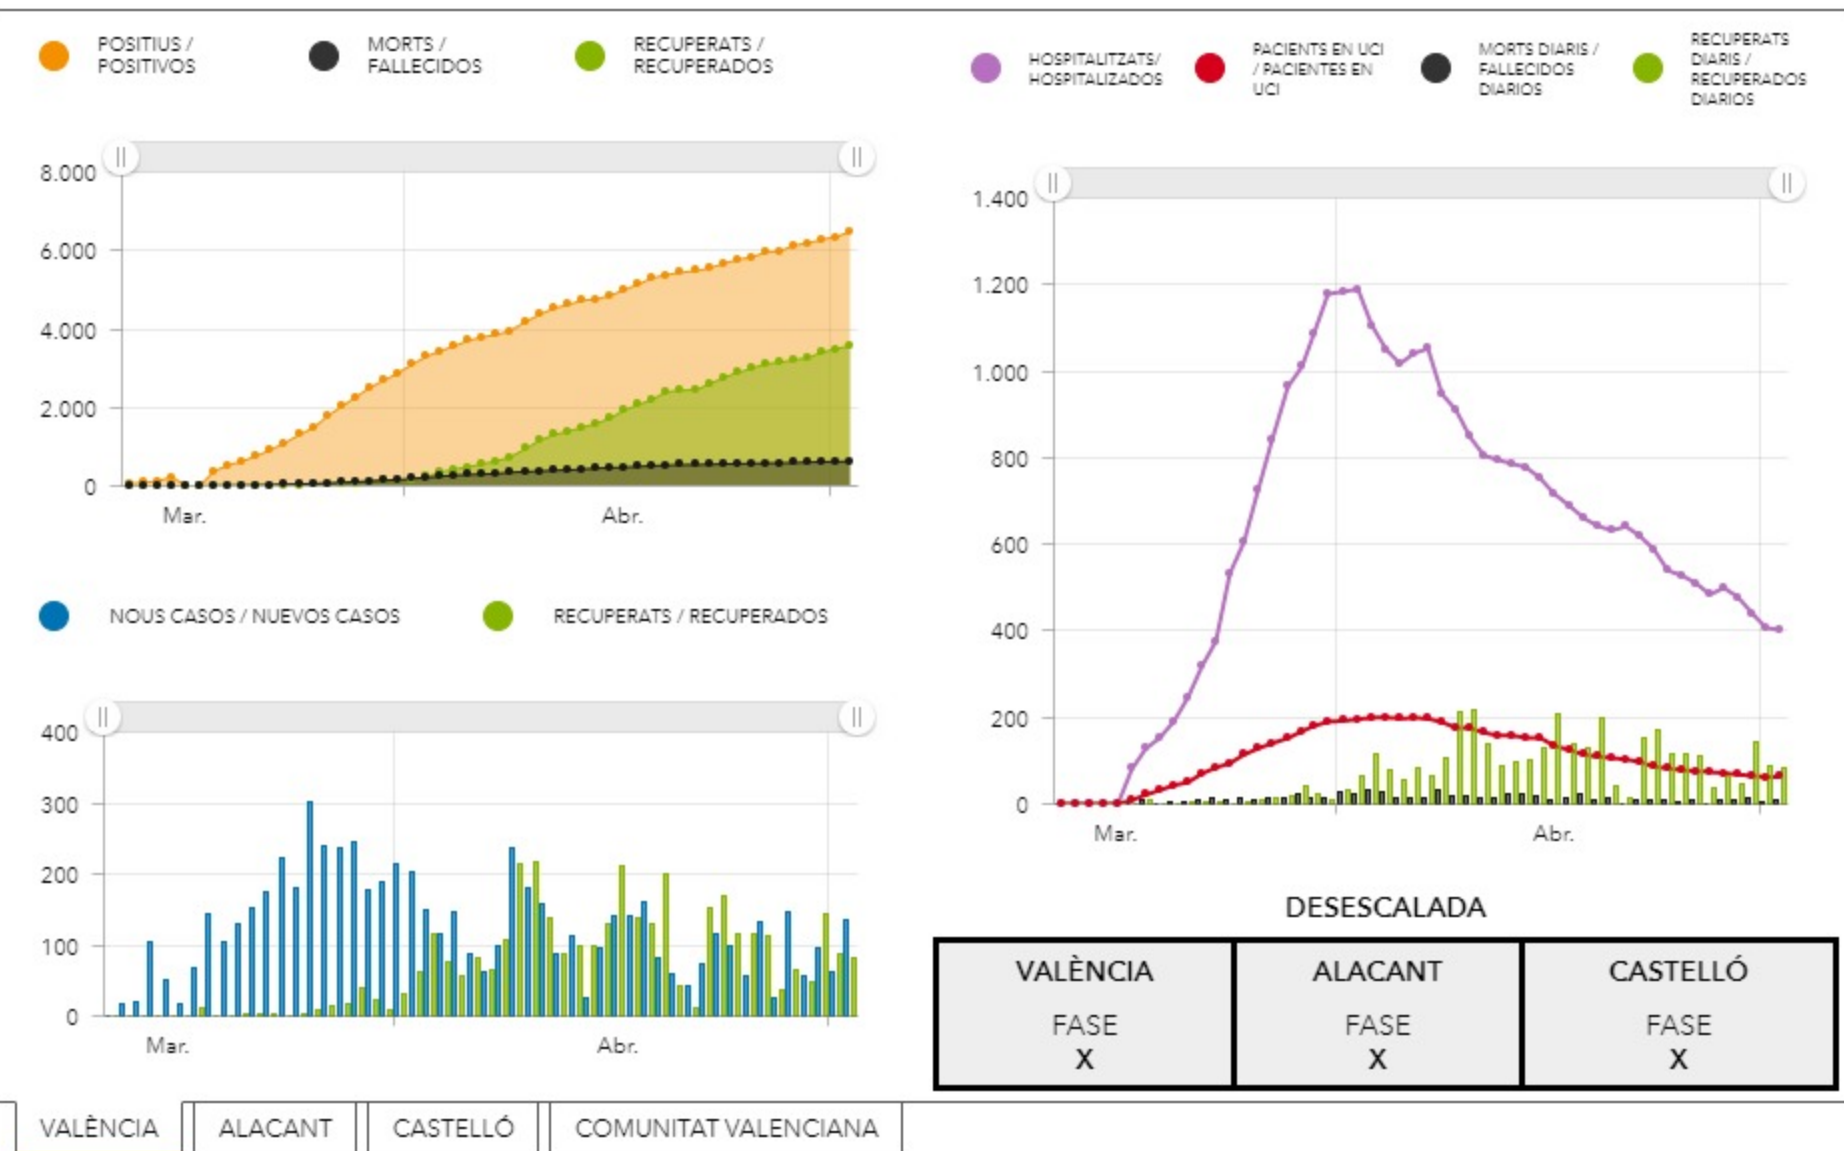 POSITIUS /
POSITIVOS
MORTS /
FALLECIDOS
RECUPERATS /
RECUPERADOS
8.000
6.000
4.000
2.000
0
Mar.
Abr.
NOUS CASOS / NUEVOS CASOS
RECUPERATS / RECUPERADOS
400
300
200
100
0
Mar.
Abr.
HOSPITALITZATS/
HOSPITALIZADOS
PACIENTS EN UCI
/ PACIENTES EN
UCI
MORTS DIARIS /
FALLECIDOS
DIARIOS
RECUPERATS
DIARIS /
RECUPERADOS
DIARIOS
1.400
1.200
1.000
800
600
400
200
0
Mar.
Abr.
DESESCALADA
VALÈNCIA
FASE
X
ALACANT
FASE
X
CASTELLÓ
FASE
X
VALÈNCIA
ALACANT
CASTELLÓ
COMUNITAT VALENCIANA